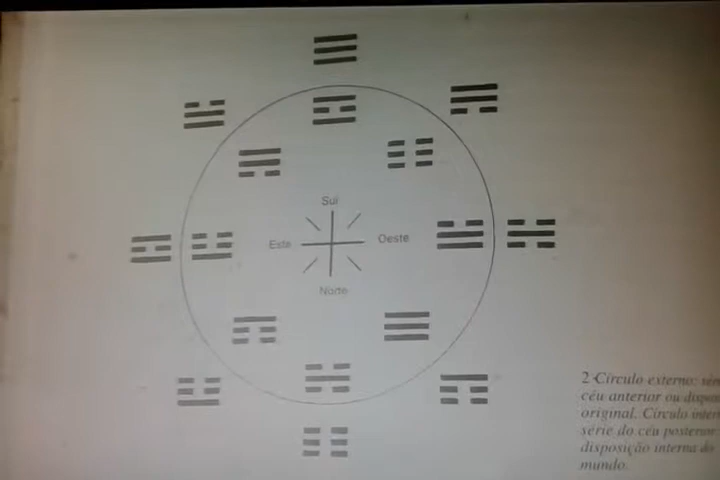 Sul
Este
Oeste
Norte
2 Círculo externo:
céu anterior ou
original. Círculo
série do céu posterior:
disposição interna do
mundo.